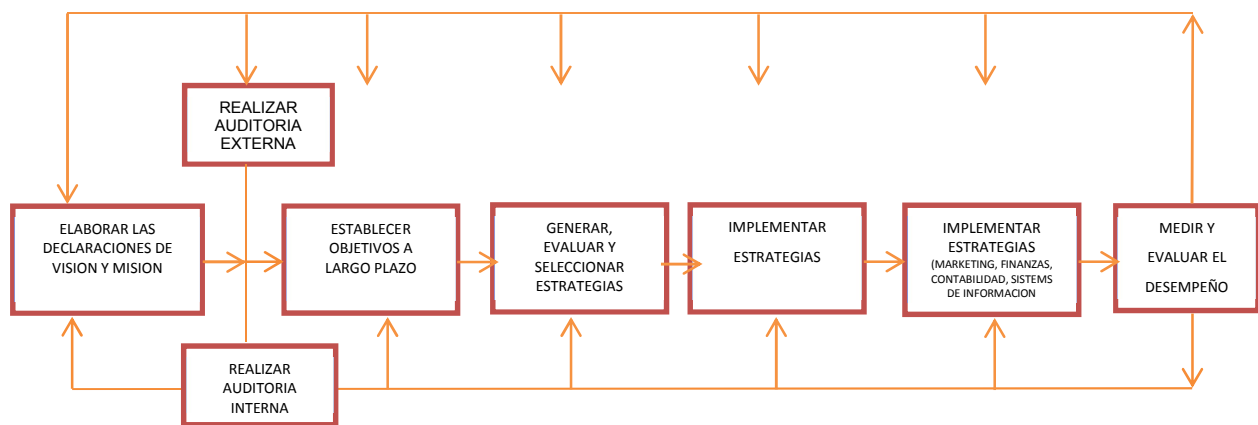 REALIZAR
AUDITORIA
EXTERNA
ELABORAR LAS
DECLARACIONES DE
VISION Y MISION
ESTABLECER
OBJETIVOS A
LARGO PLAZO
GENERAR,
EVALUAR Y
SELECCIONAR
ESTRATEGIAS
IMPLEMENTAR
ESTRATEGIAS
IMPLEMENTAR
ESTRATEGIAS
(MARKETING, FINANZAS,
CONTABILIDAD, SISTEMS
DE INFORMACION
MEDIR Y
EVALUAR EL
DESEMPEÑO
REALIZAR
AUDITORIA
INTERNA